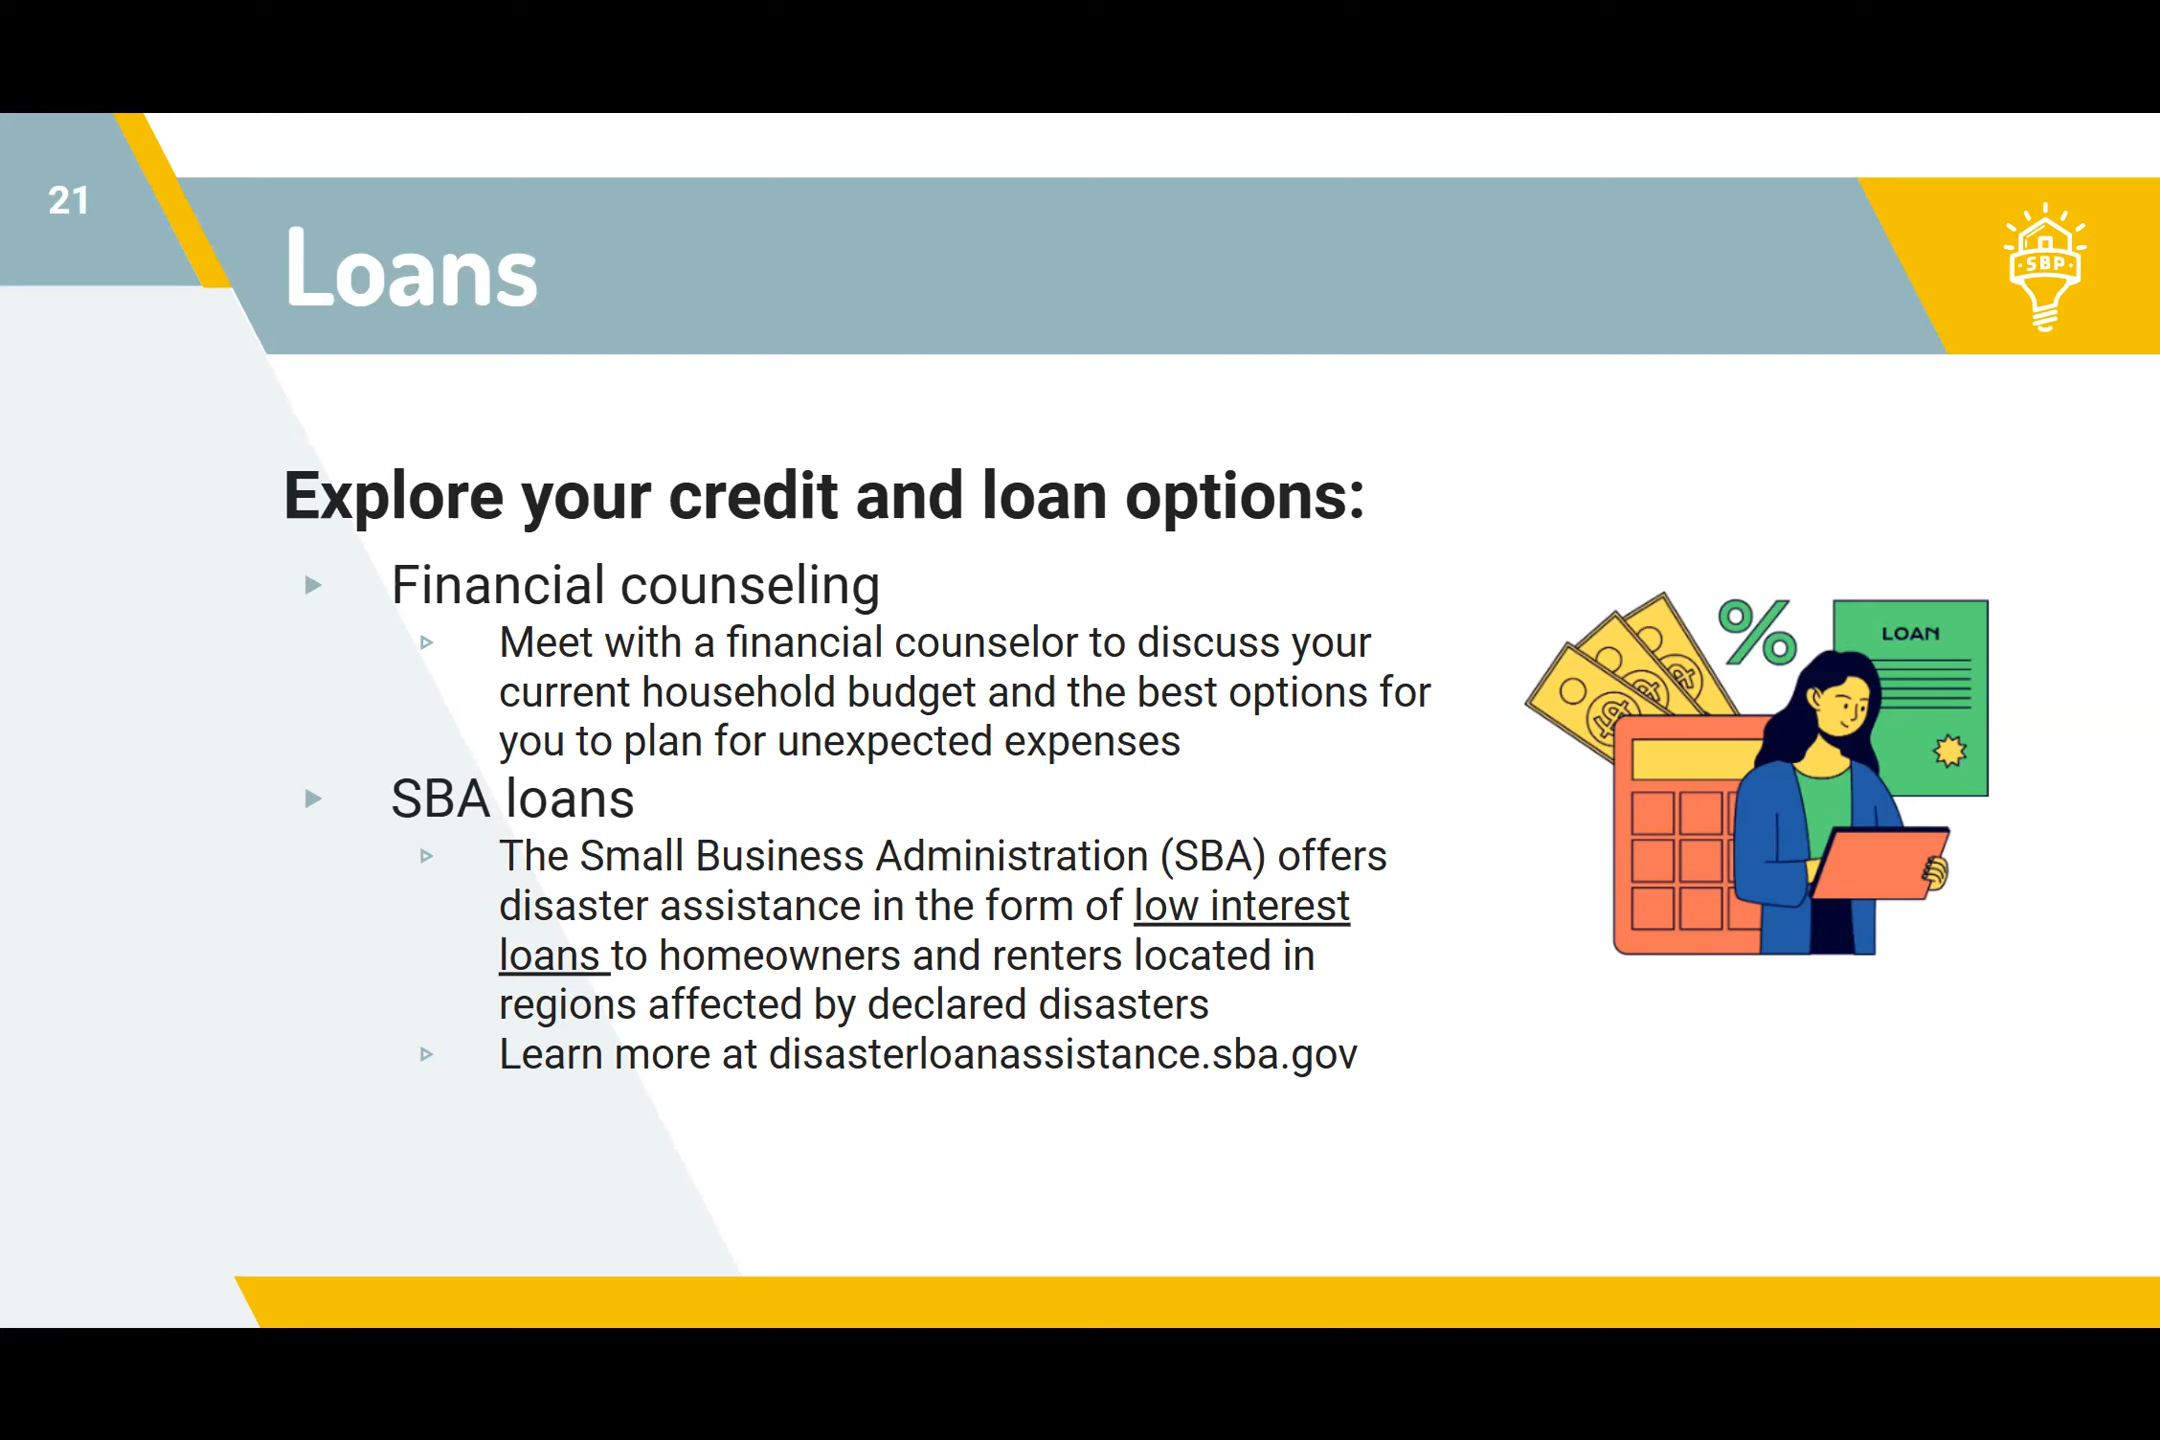 21
Loans
SBP
Explore your credit and loan options:
Financial counseling
Meet with a financial counselor to discuss your
current household budget and the best options for
you to plan for unexpected expenses
SBA loans
The Small Business Administration (SBA) offers
disaster assistance in the form of low interest
loans to homeowners and renters located in
regions affected by declared disasters
Learn more at disasterloanassistance.sba.gov
%
LOAN